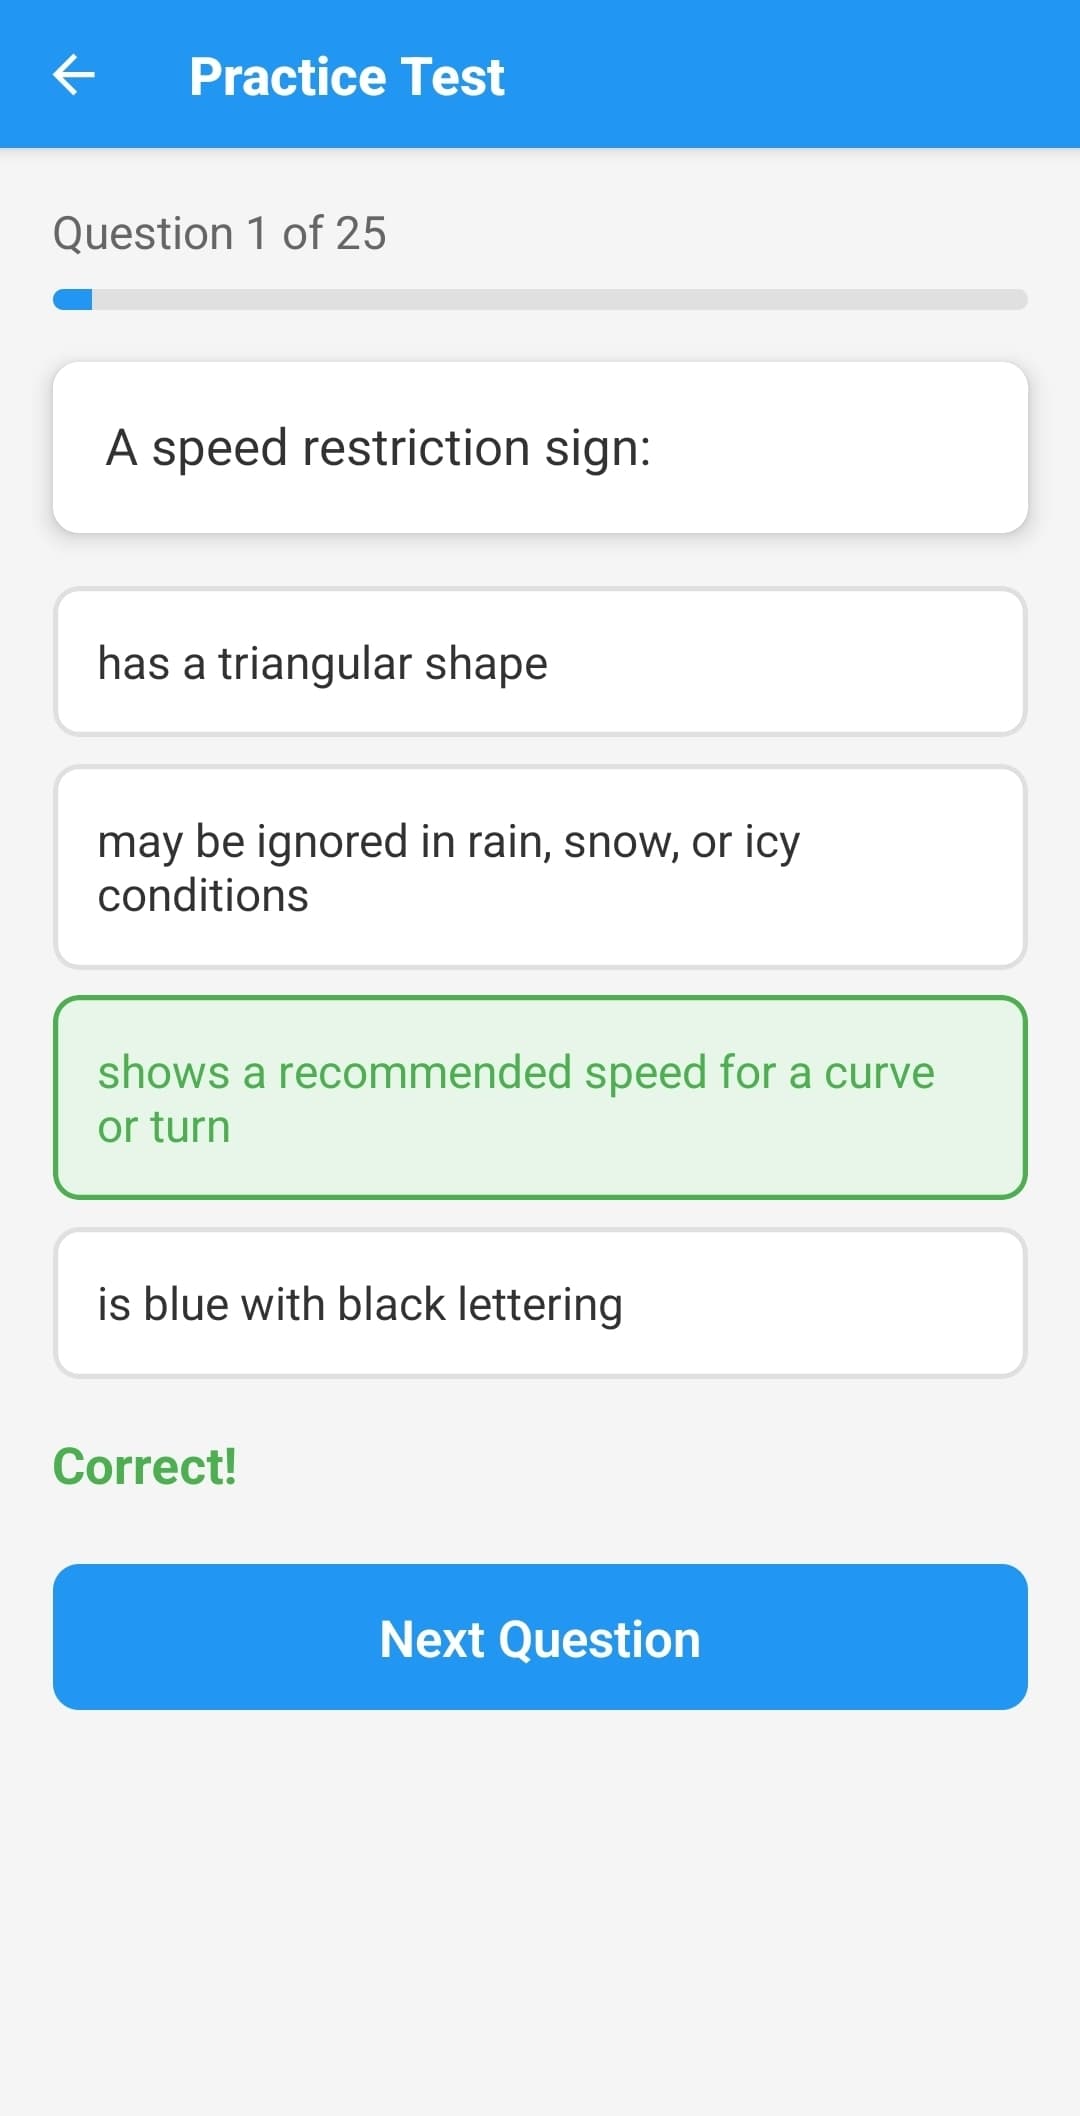 Practice Test
Question 1 of 25
A speed restriction sign:
has a triangular shape
may be ignored in rain, snow, or icy
conditions
shows a recommended speed for a curve
or turn
is blue with black lettering
Correct!
Next Question